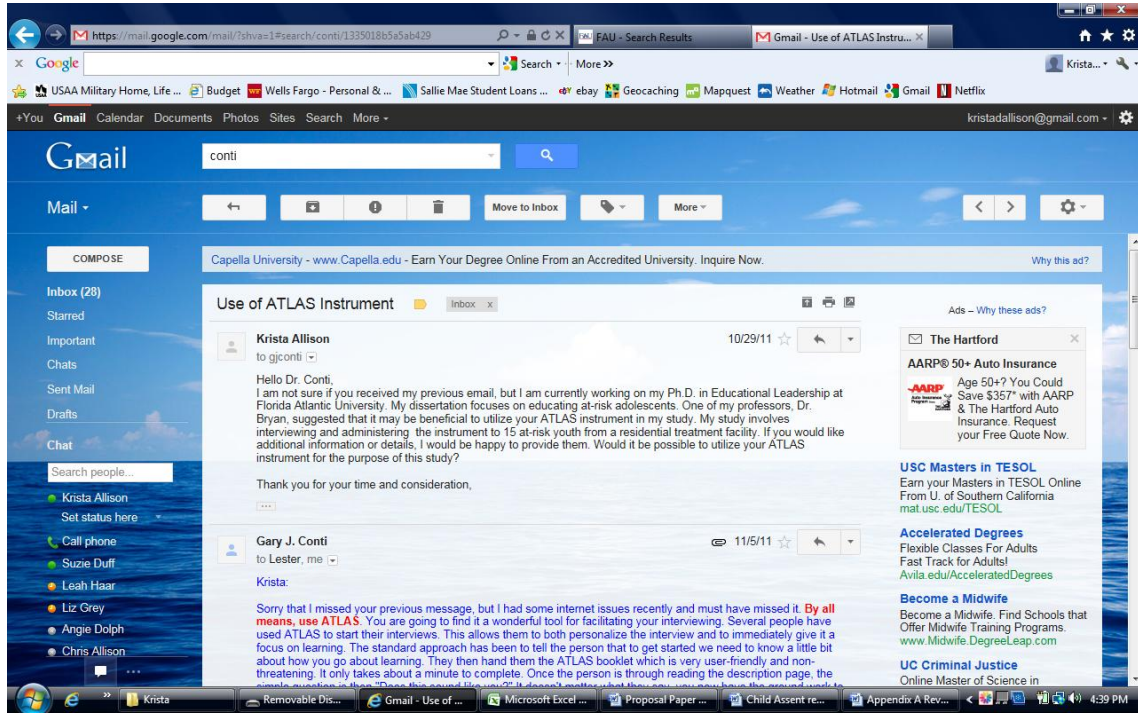 https://mail.google.com/mail/?shva=1#search/conti/1335018b5a5ab429
FAU - Search Results
Gmail - Use of ATLAS Instru...
x Google
Search
More >>
Krista...
USAA Military Home, Life ...
Budget
Wells Fargo - Personal & ...
Sallie Mae Student Loans ...
ebay
Geocaching
Mapquest
Weather
Hotmail
Gmail
Netflix
+You Gmail Calendar Documents Photos Sites Search More
kristadallison@gmail.com
Gmail
conti
Mail
Move to Inbox
More
COMPOSE
Capella University - www.Capella.edu - Earn Your Degree Online From an Accredited University. Inquire Now.
Why this ad?
Inbox (28)
Starred
Important
Chats
Sent Mail
Drafts
Chat
Search people...
Krista Allison
Set status here
Call phone
Suzie Duff
Leah Haar
Liz Grey
Angie Dolph
Chris Allison
Use of ATLAS Instrument
Inbox x
Krista Allison
10/29/11
to gjconti
Hello Dr. Conti,
I am not sure if you received my previous email, but I am currently working on my Ph.D. in Educational Leadership at
Florida Atlantic University. My dissertation focuses on educating at-risk adolescents. One of my professors, Dr.
Bryan, suggested that it may be beneficial to utilize your ATLAS instrument in my study. My study involves
interviewing and administering the instrument to 15 at-risk youth from a residential treatment facility. If you would like
additional information or details, I would be happy to provide them. Would it be possible to utilize your ATLAS
instrument for the purpose of this study?
Thank you for your time and consideration,
Gary J. Conti
11/5/11
to Lester, me
Krista:
Sorry that I missed your previous message, but I had some internet issues recently and must have missed it. By all
means, use ATLAS. You are going to find it a wonderful tool for facilitating your interviewing. Several people have
used ATLAS to start their interviews. This allows them to both personalize the interview and to immediately give it a
focus on learning. The standard approach has been to tell the person that to get started we need to know a little bit
about how you go about learning. They then hand them the ATLAS booklet which is very user-friendly and non-
threatening. It only takes about a minute to complete. Once the person is through reading the description page, the
Ads – Why these ads?
The Hartford
AARP® 50+ Auto Insurance
AARP
Age 50+? You Could
Save $357* with AARP
& The Hartford Auto
Insurance. Request
your Free Quote Now.
USC Masters in TESOL
Earn your Masters in TESOL Online
From U. of Southern California
mat.usc.edu/TESOL
Accelerated Degrees
Flexible Classes For Adults
Fast Track for Adults!
Avila.edu/AcceleratedDegrees
Become a Midwife
Become a Midwife. Find Schools that
Offer Midwife Training Programs.
www.Midwife.DegreeLeap.com
UC Criminal Justice
Online Master of Science in
Krista
Removable Dis...
Gmail - Use of ...
Microsoft Excel ...
Proposal Paper ...
Child Assent re...
Appendix A Rev...
4:39 PM